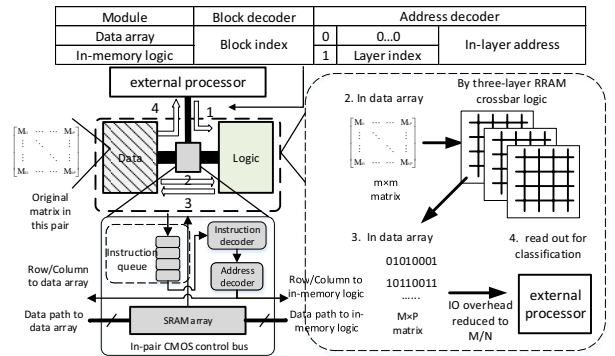 Module Block decoder Address decoder
Data array Block index 0 0...0 In-layer address
In-memory logic 1 Layer index
external processor
4 1
Data Logic
2
3
Original
matrix in
this pair
Instruction
queue
Instruction
decoder
Address
decoder
Row/Column
to data array
Row/Column to
in-memory logic
Data path to
data array
SRAM array
Data path to
in-memory logic
In-pair CMOS control bus
By three-layer RRAM
crossbar logic
2. In data array
m×m
matrix
3. In data array
01010001
10110011
......
M×P
matrix
4. read out for
classification
IO overhead
reduced to
M/N
external
processor